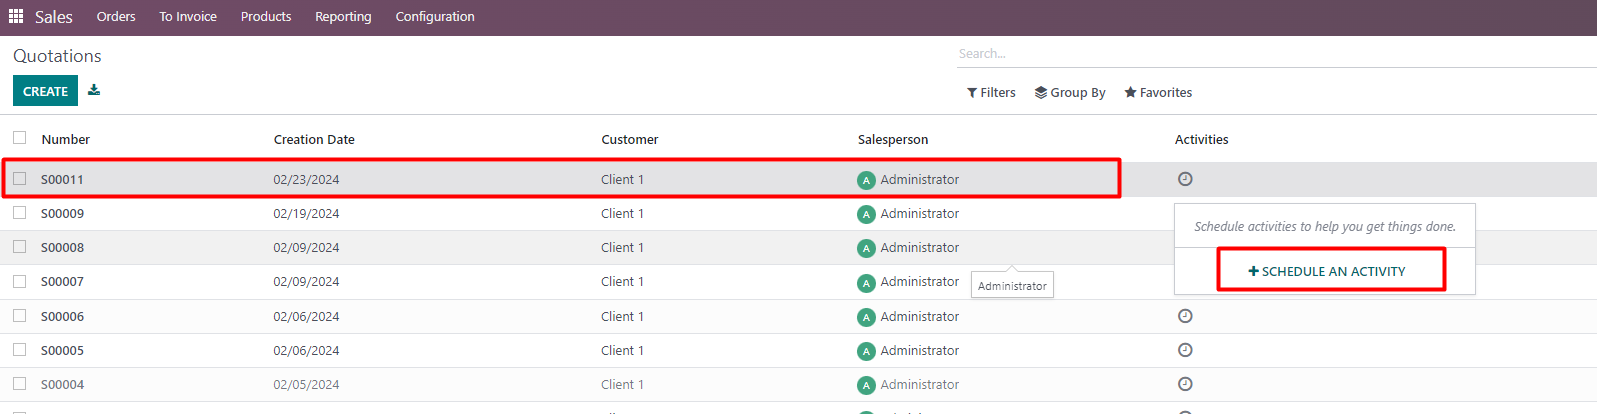 Sales Orders To Invoice Products Reporting Configuration
Quotations
Search...
CREATE
Filters Group By Favorites
Number Creation Date Customer Salesperson Activities
S00011 02/23/2024 Client 1 A Administrator
S00009 02/19/2024 Client 1 A Administrator
Schedule activities to help you get things done.
S00008 02/09/2024 Client 1 A Administrator
+ SCHEDULE AN ACTIVITY
S00007 02/09/2024 Client 1 A Administrator
Administrator
S00006 02/06/2024 Client 1 A Administrator
S00005 02/06/2024 Client 1 A Administrator
S00004 02/05/2024 Client 1 A Administrator